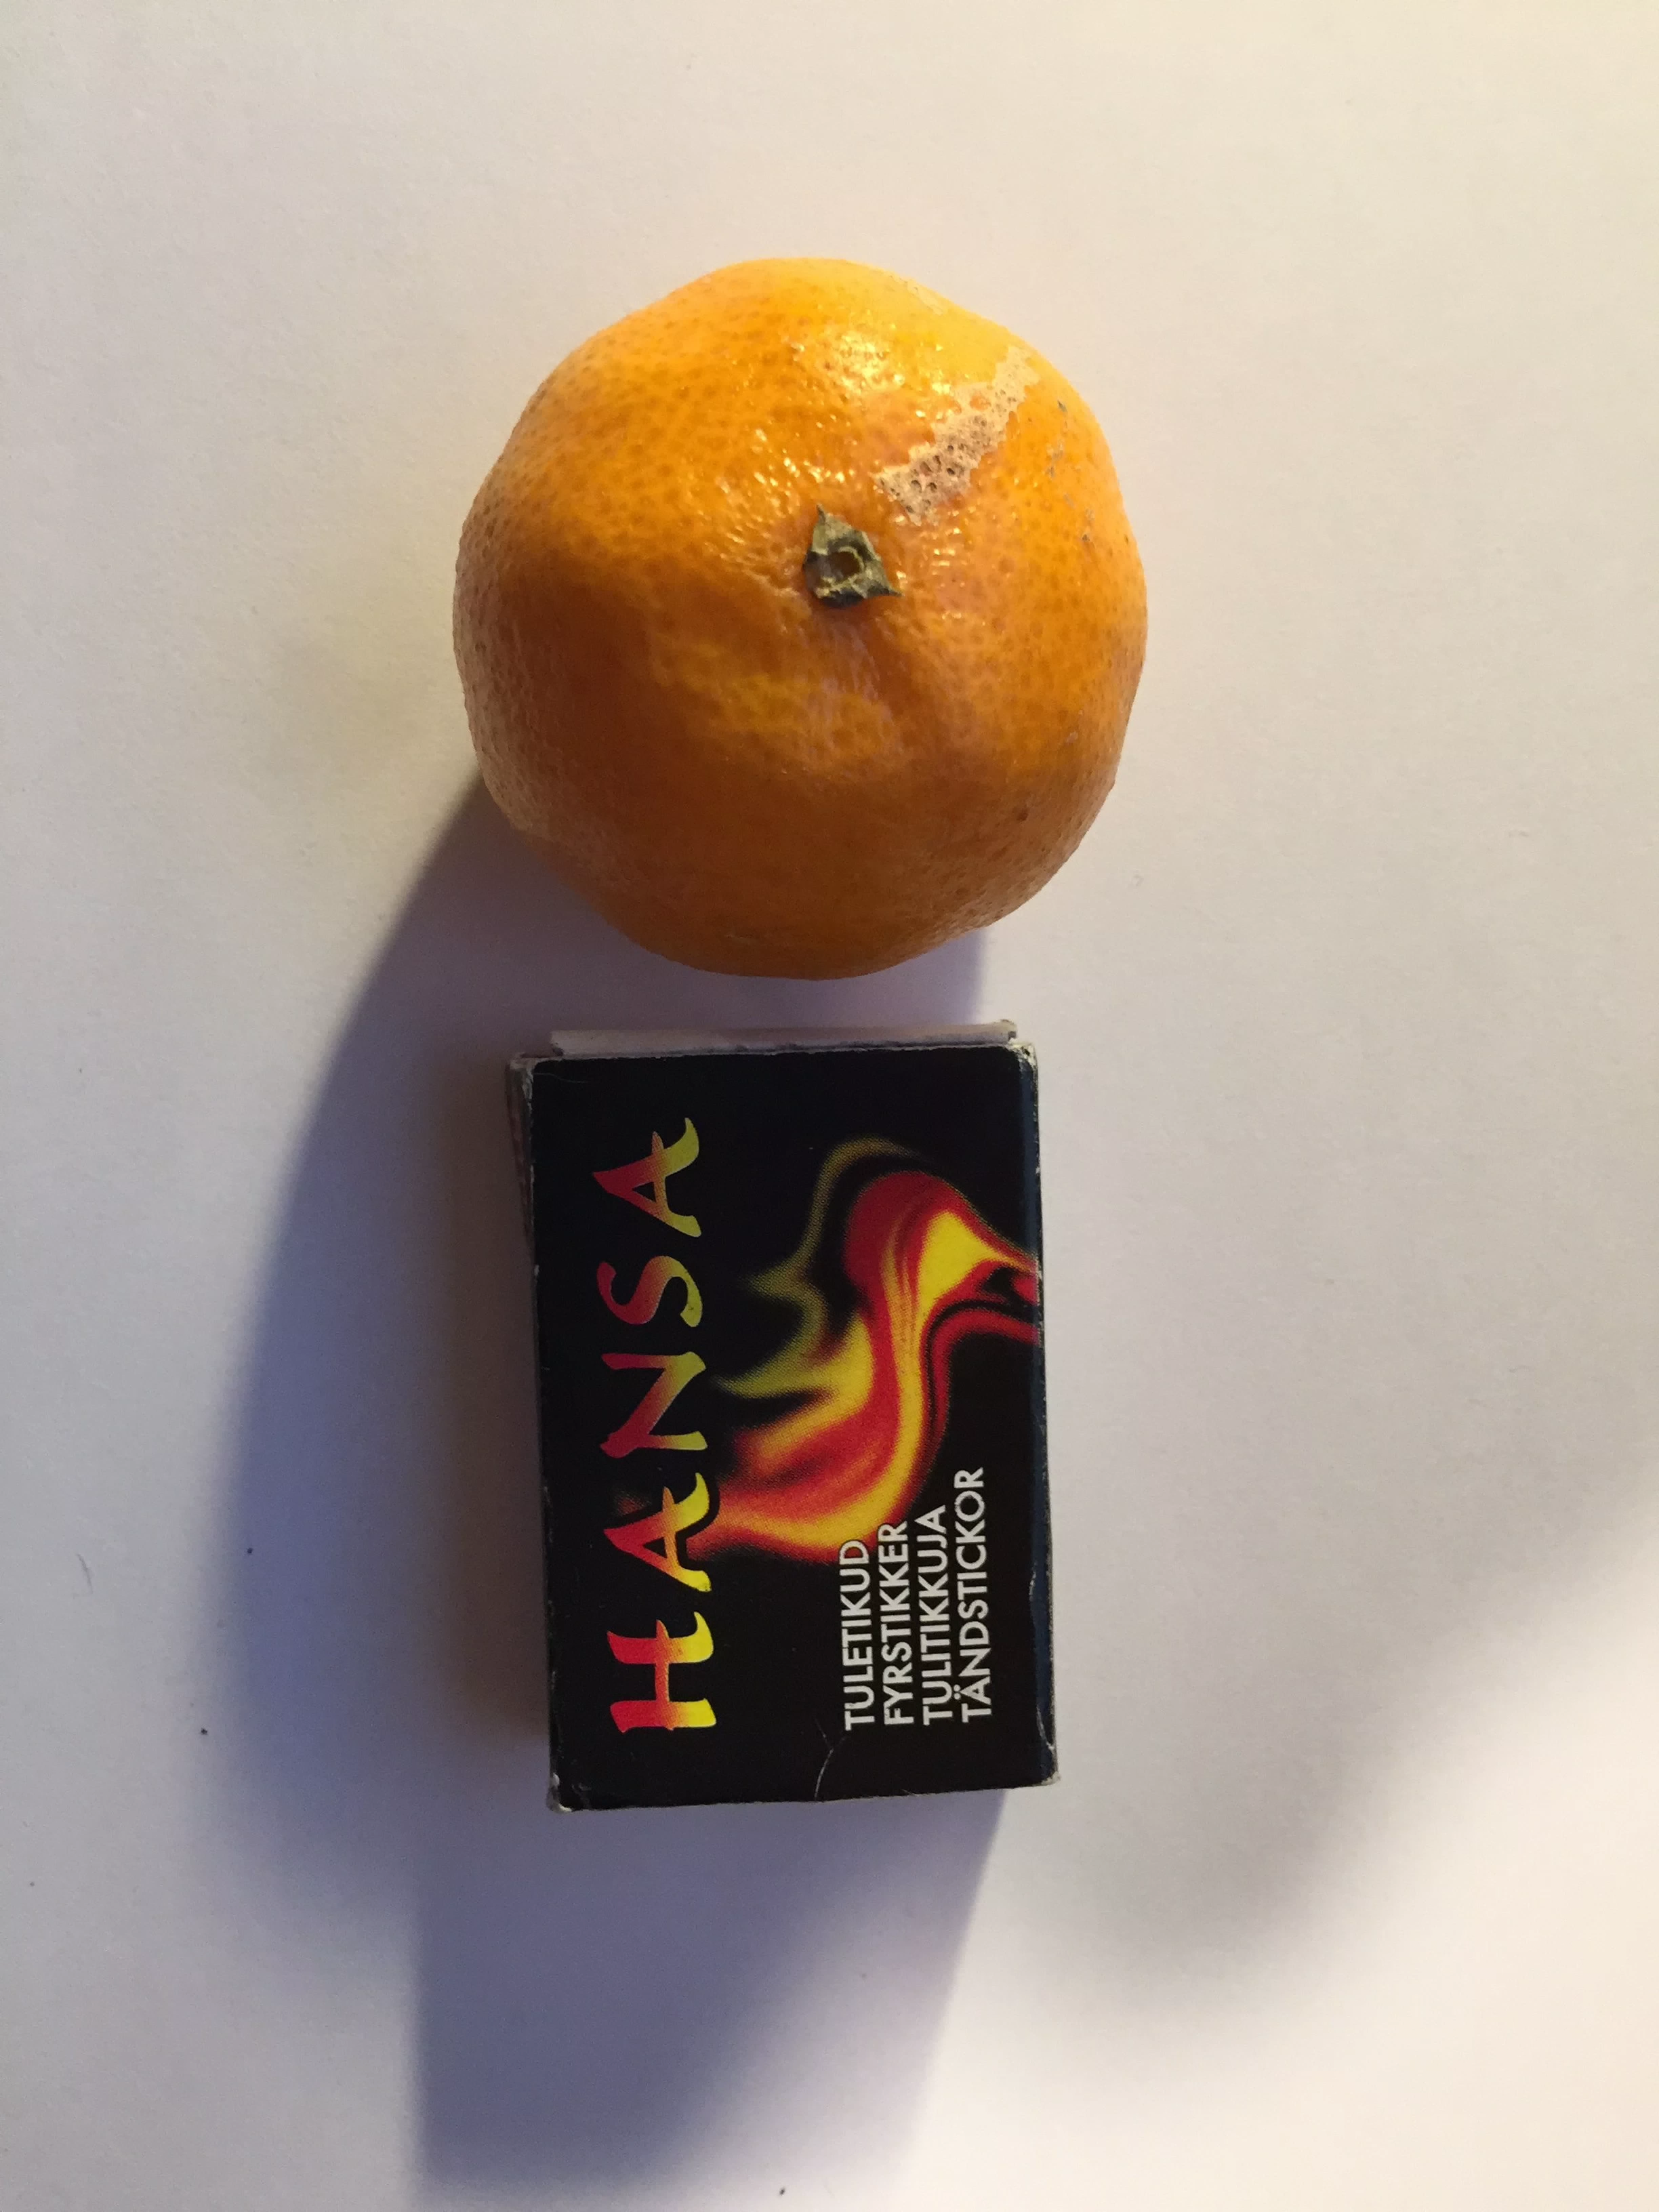 HANSA
TULETIKUD
FYRSTIKKER
TULITIKKUJA
TÄNDSTICKOR